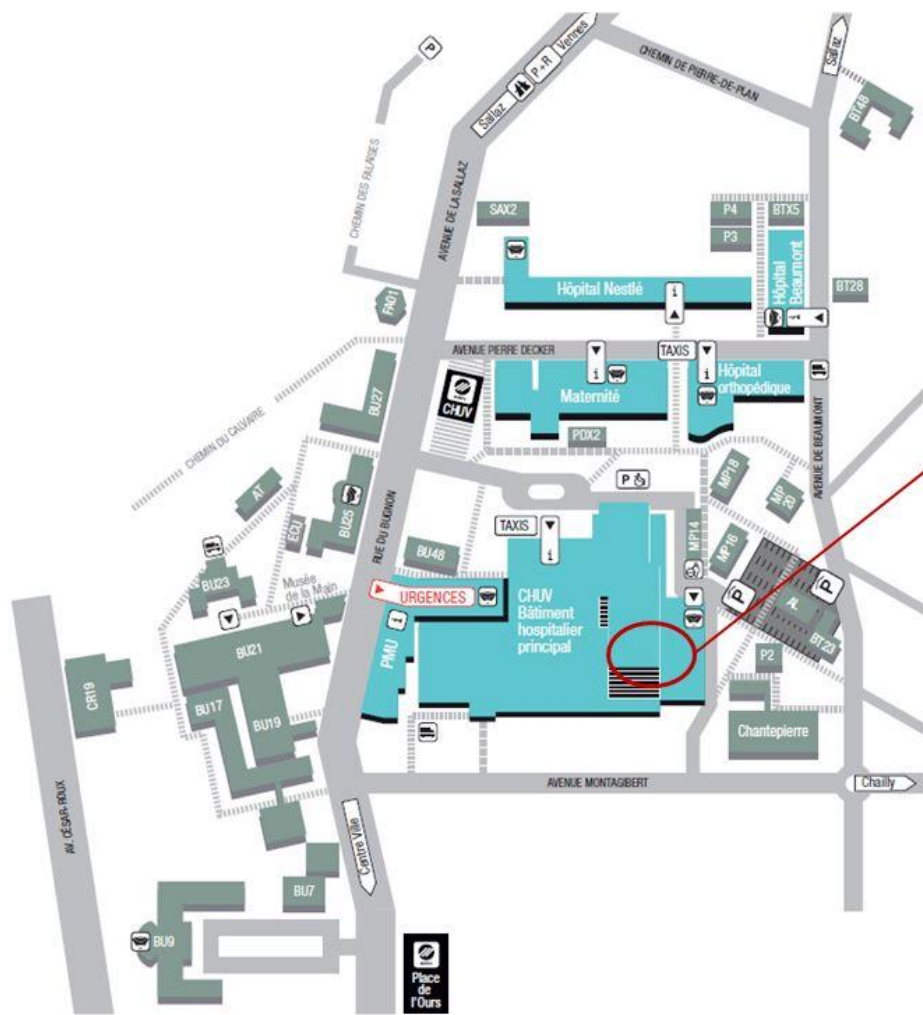 Sallaz
P+R
Vennes
Sallaz
P
CHEMIN DE PIERRE-DE-PLAN
BT48
CHEMIN DES FALAISES
AVENUE DE LA SALLAZ
SAX2
P4
BTX5
P3
Hôpital Nestlé
i
Hôpital
Beaumont
i
BT28
FA01
AVENUE PIERRE DECKER
TAXIS
i
i
Hôpital
orthopédique
Maternité
CHUV
BU27
PDX2
CHEMIN DU CALVAIRE
AVENUE DE BEAUMONT
AT
BU25
ECU
RUE DU BUGNON
P
MP18
MP
20
TAXIS
i
MP14
MP16
BU48
BU23
Musée
de la Main
URGENCES
CHUV
Bâtiment
hospitalier
principal
P
P
AL
BT23
PMU
i
BU21
P2
CR19
BU17
BU19
Chantepierre
AVENUE MONTAGIBERT
Chailly
AV. CÉSAR-ROUX
Centre Ville
BU7
BU9
Place
de
l'Ours